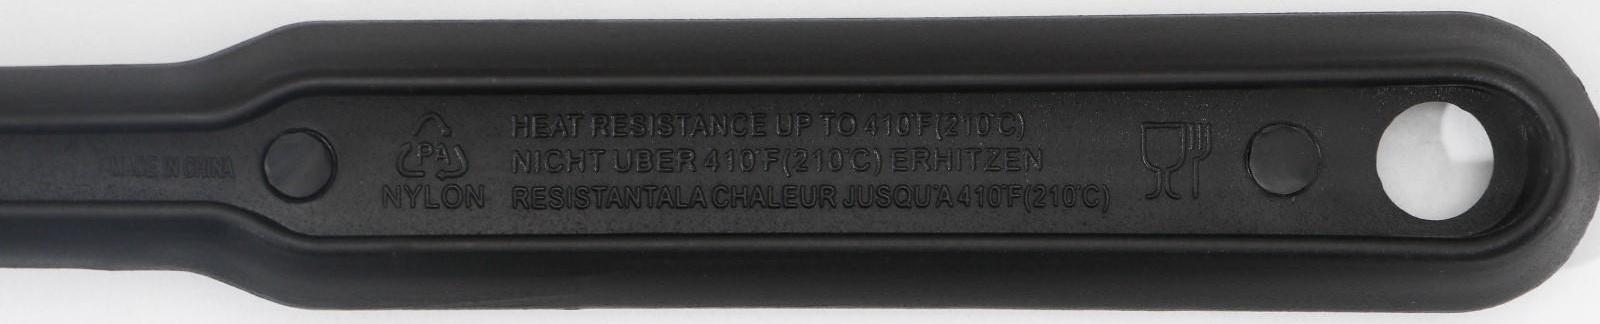 MADE IN CHINA
PA
NYLON
HEAT RESISTANCE UP TO 410°F(210°C)
NICHT UBER 410°F(210°C) ERHITZEN
RESISTANTALA CHALEUR JUSQU'A 410°F(210°C)